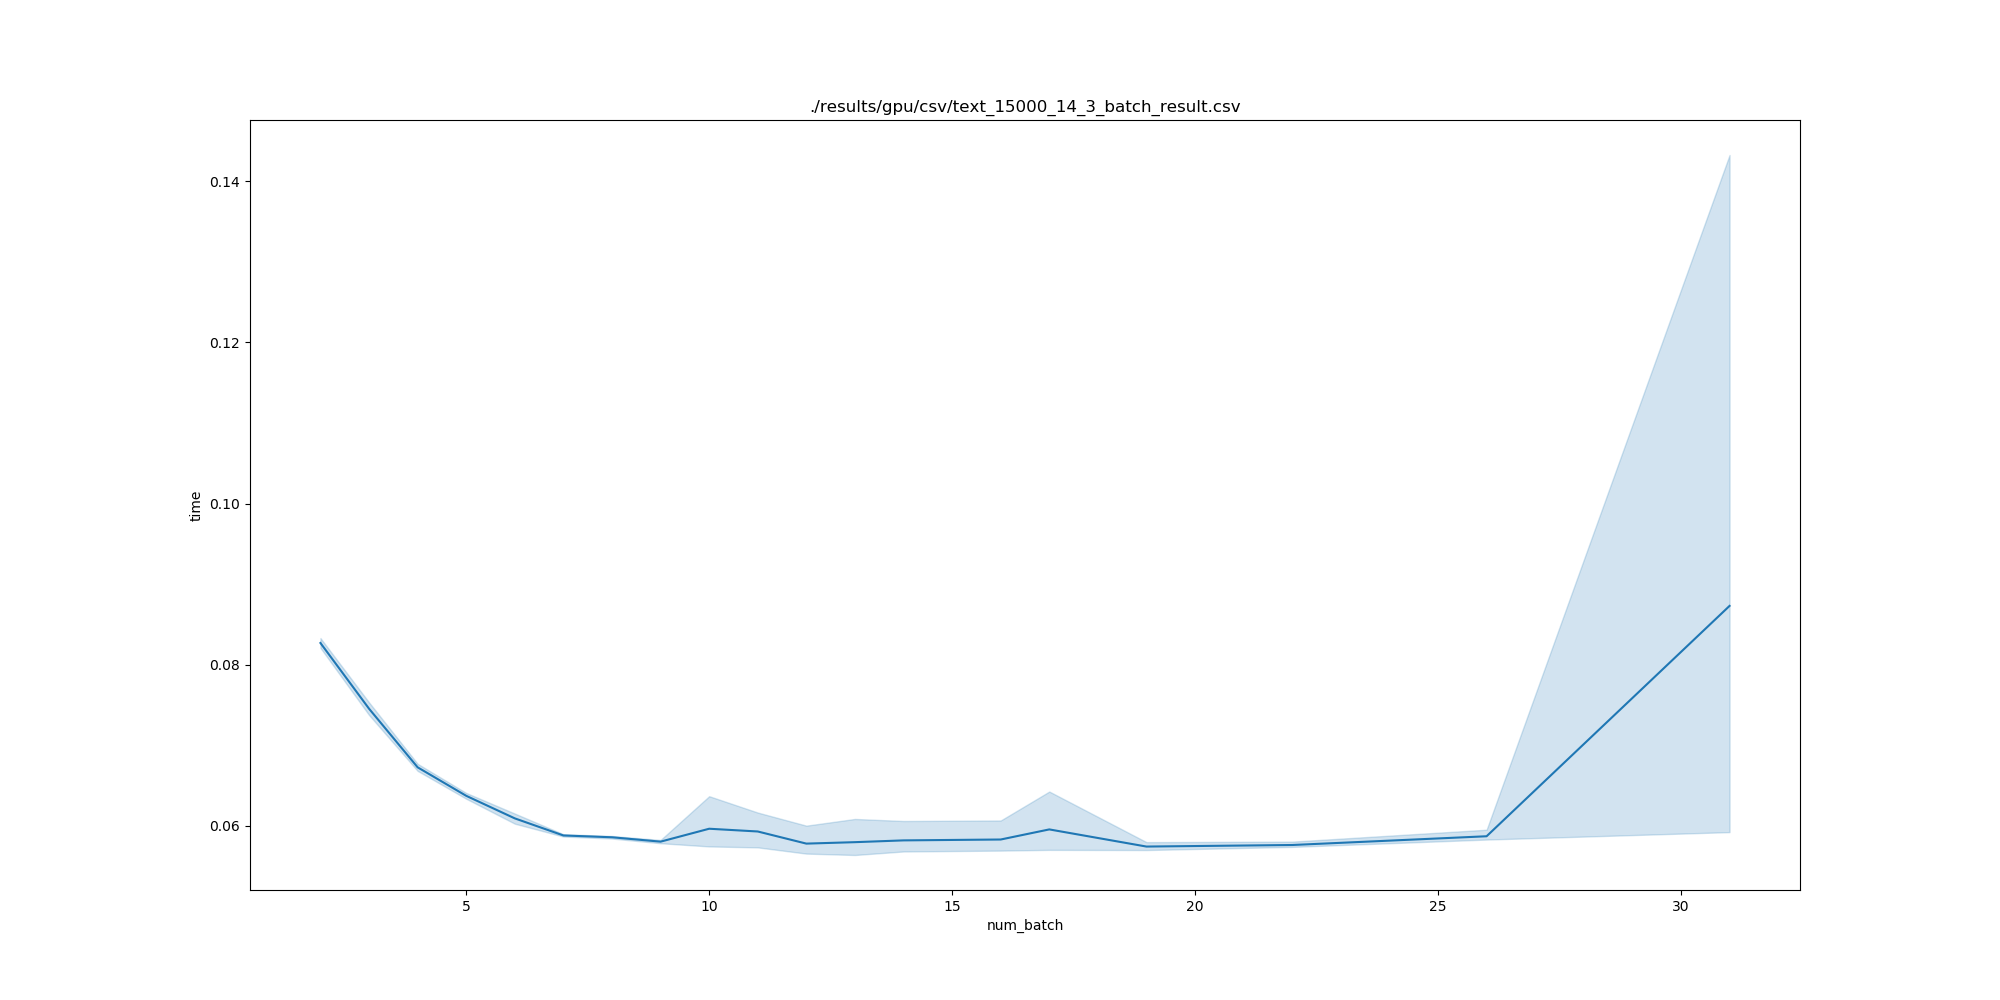 ./results/gpu/csv/text_15000_14_3_batch_result.csv
0.14
0.12
0.10
0.08
0.06
time
5 10 15 20 25 30
num_batch